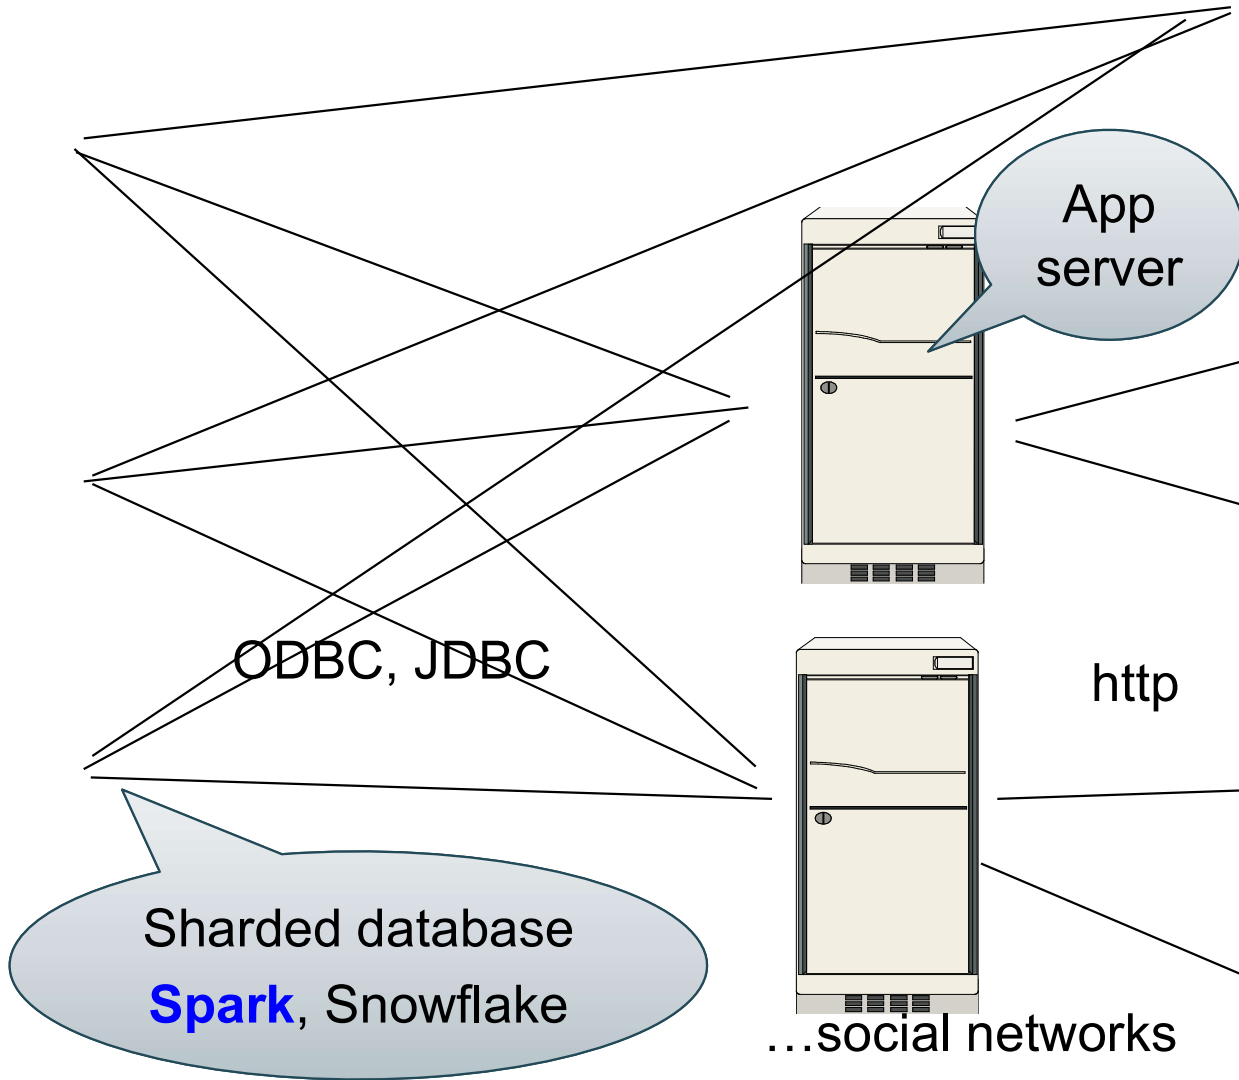 App
server
ODBC, JDBC
http
Sharded database
Spark, Snowflake
…social networks